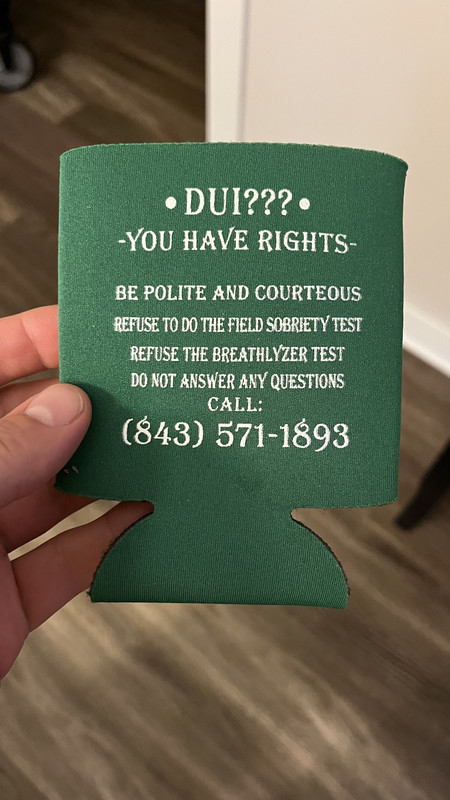 • DUI??? •
-YOU HAVE RIGHTS-
BE POLITE AND COURTEOUS
REFUSE TO DO THE FIELD SOBRIETY TEST
REFUSE THE BREATHLYZER TEST
DO NOT ANSWER ANY QUESTIONS
CALL:
(843) 571-1893